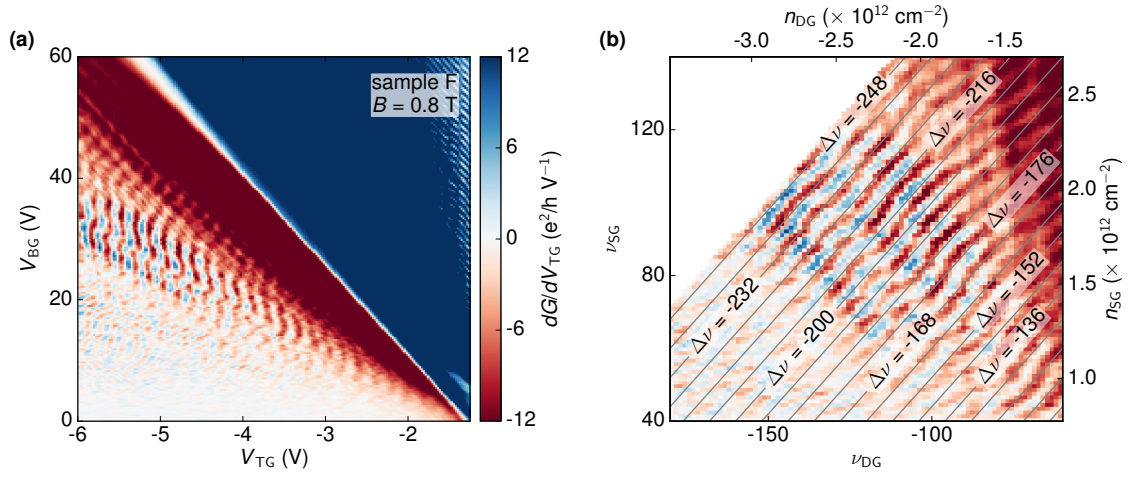 (a)
60
50
40
30
20
10
0
V_BG (V)
-6
-5
-4
-3
-2
V_TG (V)
sample F
B = 0.8 T
12
6
0
-6
-12
dG/dV_TG (e²/h V⁻¹)
(b)
n_DG (× 10¹² cm⁻²)
-3.0
-2.5
-2.0
-1.5
120
80
40
ν_SG
-150
-100
ν_DG
2.5
2.0
1.5
1.0
n_SG (× 10¹² cm⁻²)
Δν = -248
Δν = -216
Δν = -176
Δν = -152
Δν = -136
Δν = -232
Δν = -200
Δν = -168